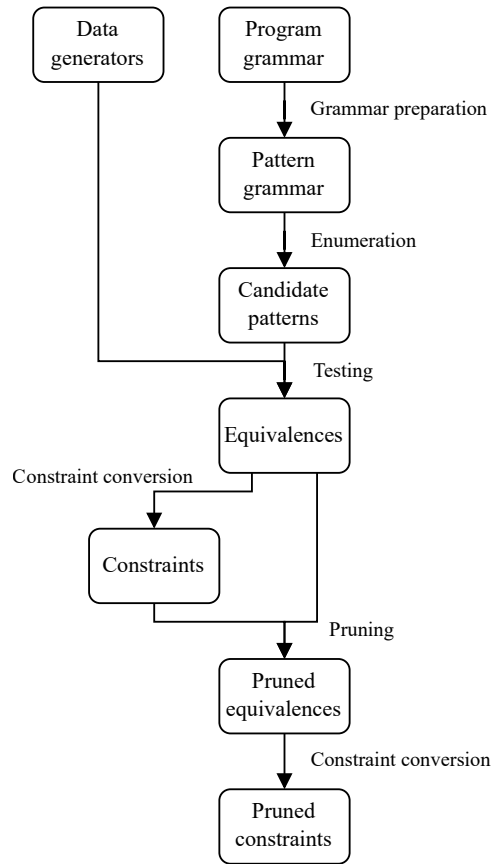 Data
generators
Program
grammar
Grammar preparation
Pattern
grammar
Enumeration
Candidate
patterns
Testing
Equivalences
Constraint conversion
Constraints
Pruning
Pruned
equivalences
Constraint conversion
Pruned
constraints